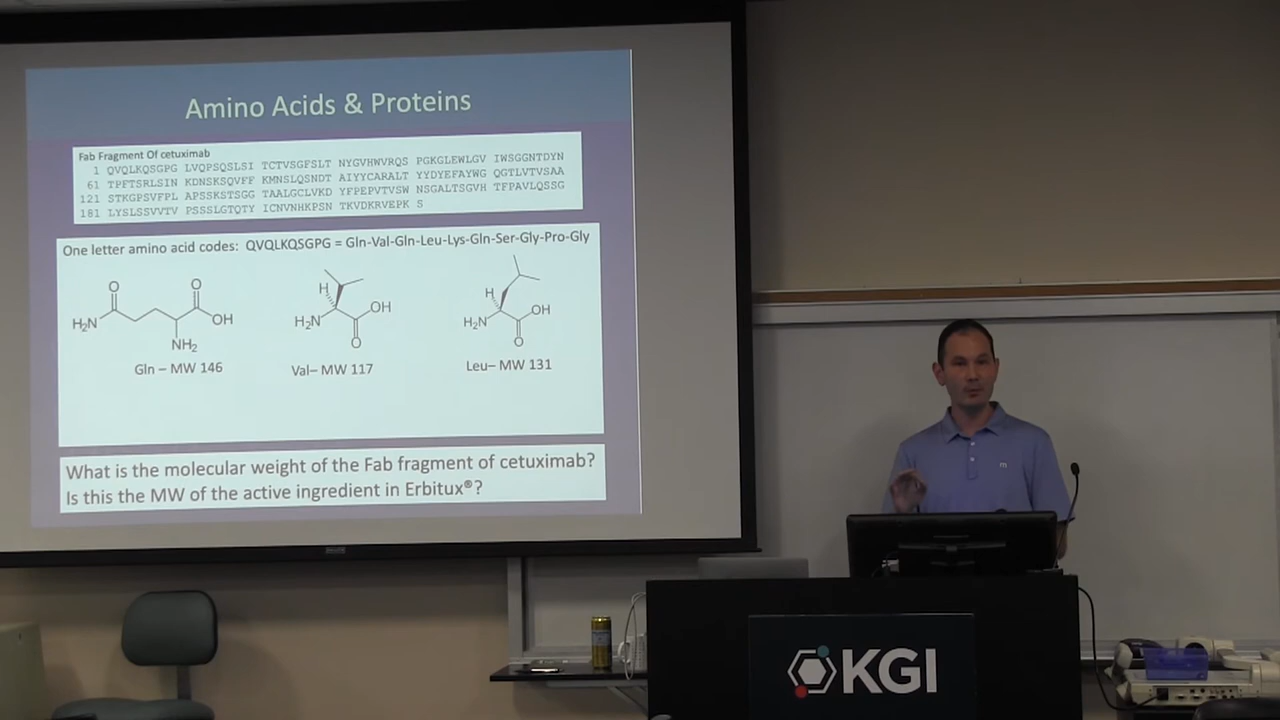 Amino Acids & Proteins
Fab Fragment Of cetuximab
1 QVQLKQSGPG LVQPSQSLSI TCTVSGFSLT NYGVHWVRQS PGKGLEWLGV IWSGGNTDYN
61 TPFTSRLSIN KDNSKSQVFF KMNSLQSNDT AIYYCARALT YYDYEFAYWG QGTLVTVSAA
121 STKGPSVFPL APSSKSTSGG TAALGCLVKD YFPEPVTVSW NSGALTSGVH TFPAVLQSSG
181 LYSLSSVVTV PSSSLGTQTY ICNVNHKPSN TKVDKRVEPK S
One letter amino acid codes: QVQLKQSGPG = Gln-Val-Gln-Leu-Lys-Gln-Ser-Gly-Pro-Gly
O O H OH H OH
H₂N OH H₂N H₂N
NH₂ O O
Gln – MW 146 Val– MW 117 Leu– MW 131
What is the molecular weight of the Fab fragment of cetuximab?
Is this the MW of the active ingredient in Erbitux®?
m
KGI